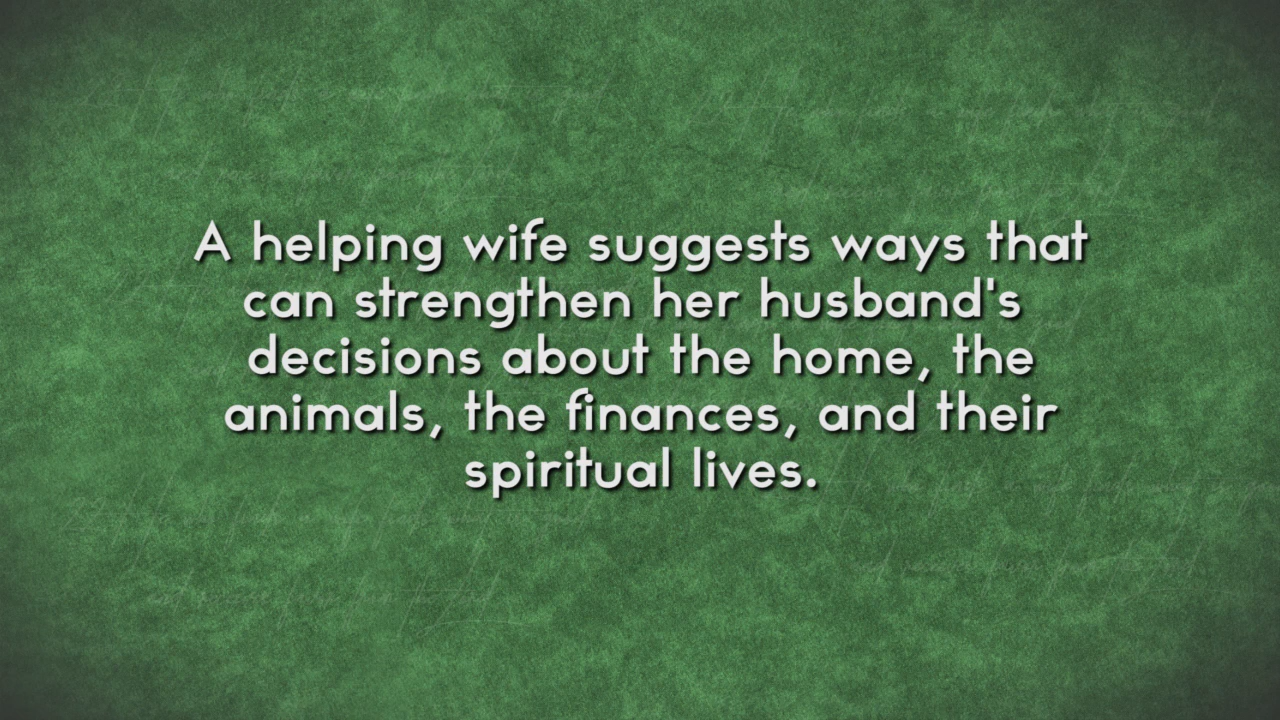 A helping wife suggests ways that
can strengthen her husband's
decisions about the home, the
animals, the finances, and their
spiritual lives.